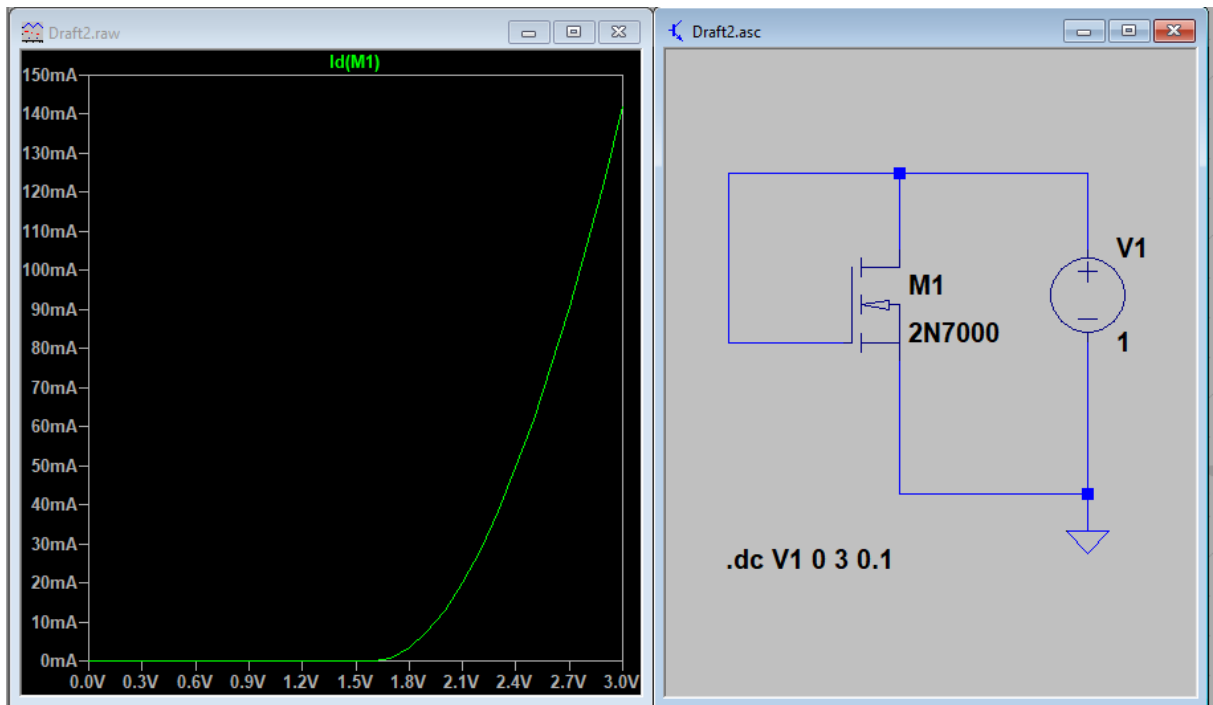 Draft2.raw
Id(M1)
150mA
140mA
130mA
120mA
110mA
100mA
90mA
80mA
70mA
60mA
50mA
40mA
30mA
20mA
10mA
0mA
0.0V 0.3V 0.6V 0.9V 1.2V 1.5V 1.8V 2.1V 2.4V 2.7V 3.0V
Draft2.asc
V1
M1
2N7000
1
.dc V1 0 3 0.1